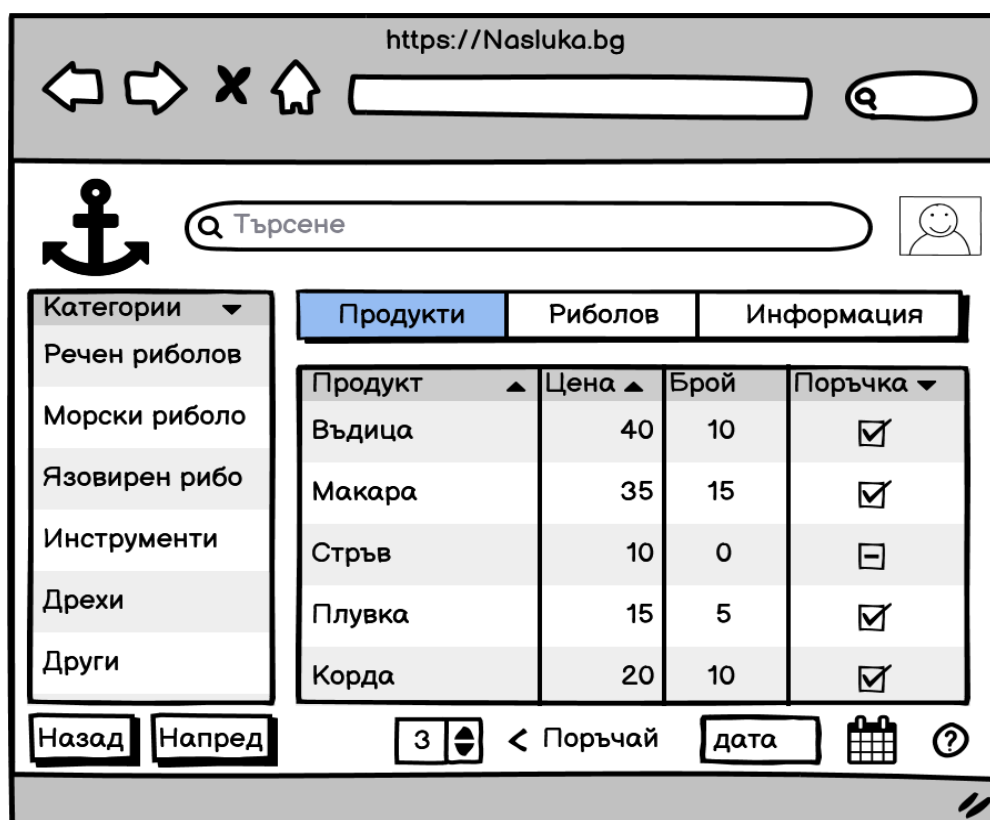 https://Nasluka.bg
Търсене
Категории
Речен риболов
Морски риболо
Язовирен рибо
Инструменти
Дрехи
Други
Продукти Риболов Информация
Продукт Цена Брой Поръчка
Въдица 40 10
Макара 35 15
Стръв 10 0
Плувка 15 5
Корда 20 10
Назад Напред 3 < Поръчай дата ?